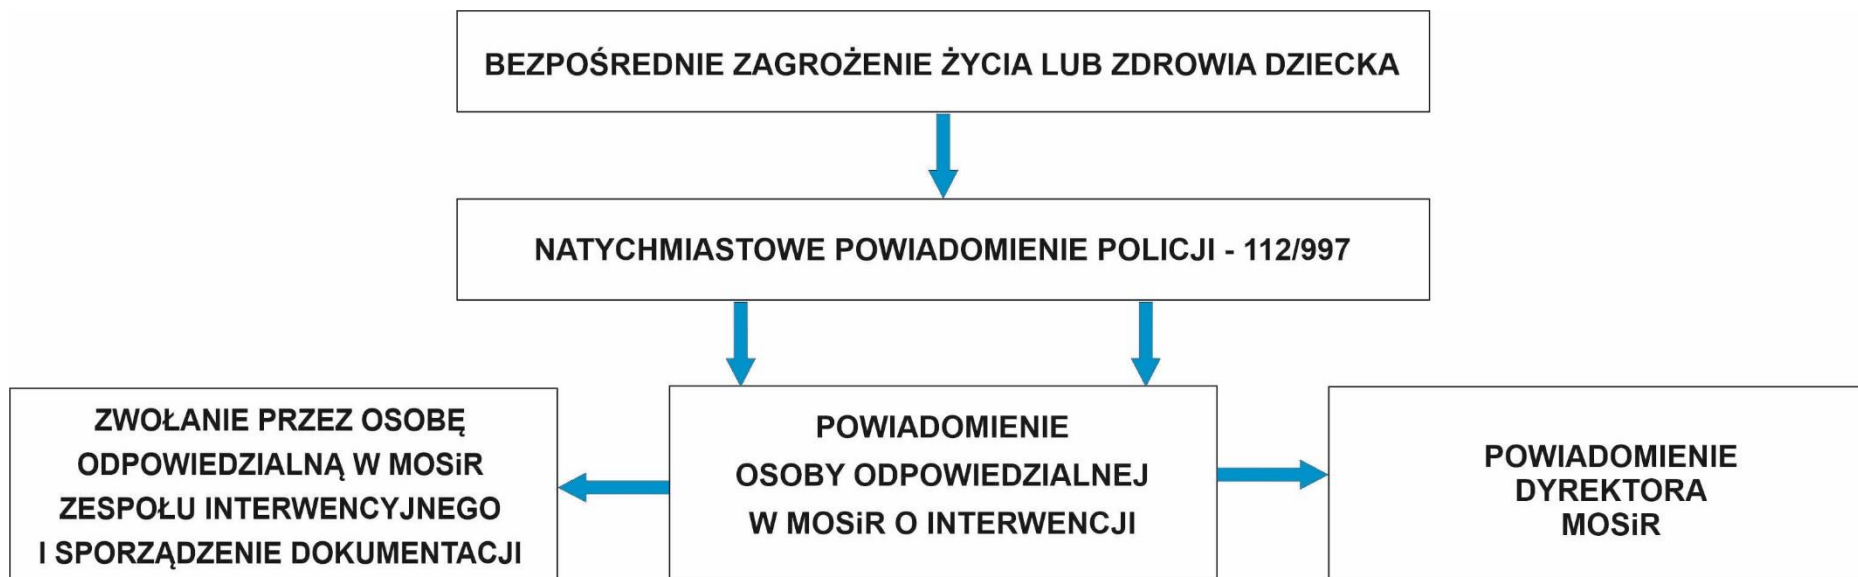 BEZPOŚREDNIE ZAGROŻENIE ŻYCIA LUB ZDROWIA DZIECKA
NATYCHMIASTOWE POWIADOMIENIE POLICJI - 112/997
ZWOŁANIE PRZEZ OSOBĘ
ODPOWIEDZIALNĄ W MOSiR
ZESPOŁU INTERWENCYJNEGO
I SPORZĄDZENIE DOKUMENTACJI
POWIADOMIENIE
OSOBY ODPOWIEDZIALNEJ
W MOSiR O INTERWENCJI
POWIADOMIENIE
DYREKTORA
MOSiR